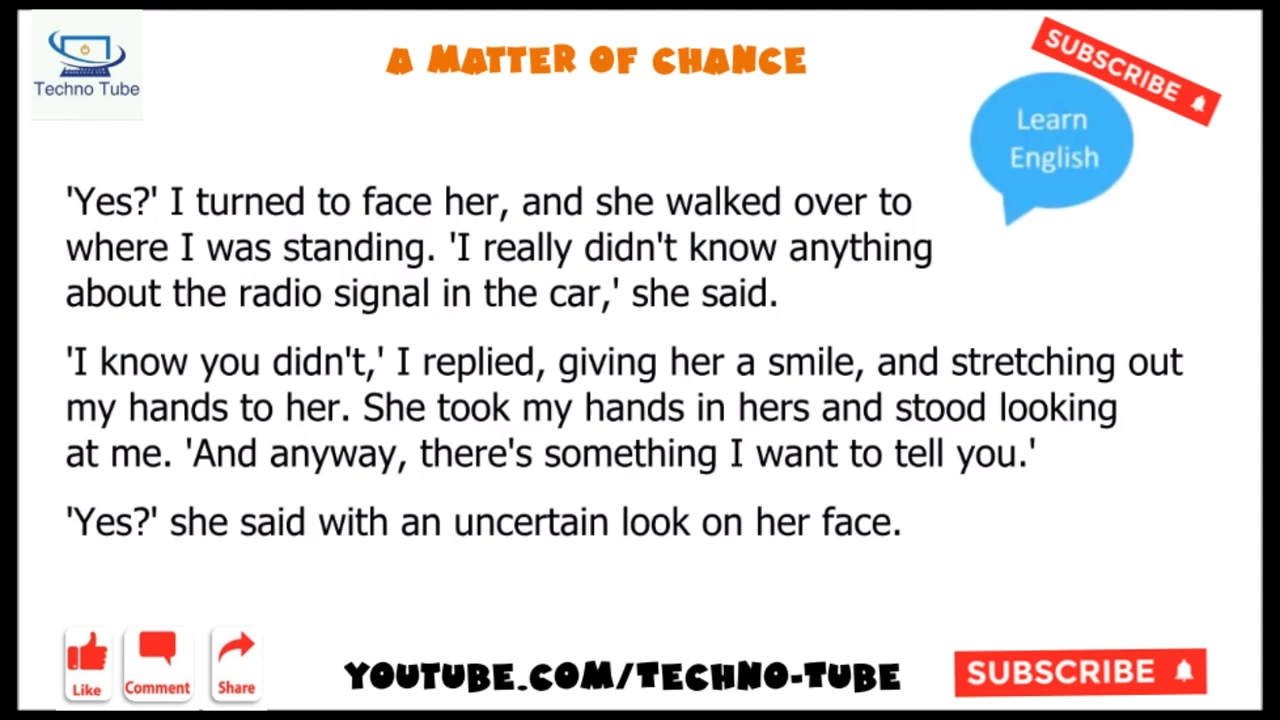 Techno Tube
A MATTER OF CHANCE
SUBSCRIBE
Learn
English
'Yes?' I turned to face her, and she walked over to
where I was standing. 'I really didn't know anything
about the radio signal in the car,' she said.
'I know you didn't,' I replied, giving her a smile, and stretching out
my hands to her. She took my hands in hers and stood looking
at me. 'And anyway, there's something I want to tell you.'
'Yes?' she said with an uncertain look on her face.
Like
Comment
Share
YOUTUBE.COM/TECHNO-TUBE
SUBSCRIBE